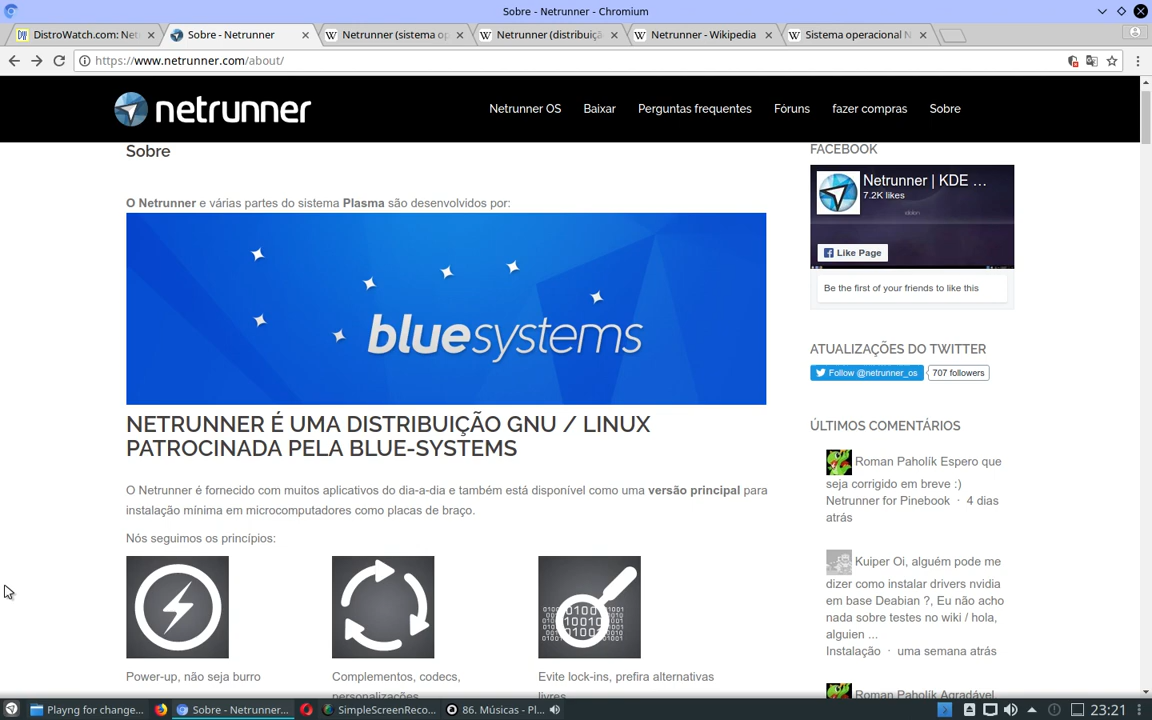 Sobre - Netrunner - Chromium
DistroWatch.com: Net
Sobre - Netrunner
Netrunner (sistema op
Netrunner (distribuiçã
Netrunner - Wikipedia
Sistema operacional N
https://www.netrunner.com/about/
netrunner
Netrunner OS
Baixar
Perguntas frequentes
Fóruns
fazer compras
Sobre
Sobre
O Netrunner e várias partes do sistema Plasma são desenvolvidos por:
bluesystems
NETRUNNER É UMA DISTRIBUIÇÃO GNU / LINUX
PATROCINADA PELA BLUE-SYSTEMS
O Netrunner é fornecido com muitos aplicativos do dia-a-dia e também está disponível como uma versão principal para
instalação mínima em microcomputadores como placas de braço.
Nós seguimos os princípios:
Power-up, não seja burro
Complementos, codecs,
personalizações
Evite lock-ins, prefira alternativas
livres
FACEBOOK
Netrunner | KDE ...
7.2K likes
Like Page
Be the first of your friends to like this
ATUALIZAÇÕES DO TWITTER
Follow @netrunner_os
707 followers
ÚLTIMOS COMENTÁRIOS
Roman Paholík Espero que
seja corrigido em breve :)
Netrunner for Pinebook · 4 dias
atrás
Kuiper Oi, alguém pode me
dizer como instalar drivers nvidia
em base Deabian ?, Eu não acho
nada sobre testes no wiki / hola,
alguien ...
Instalação · uma semana atrás
Roman Paholík Agradável,
Playng for change...
Sobre - Netrunner...
SimpleScreenReco...
86. Músicas - Pl...
23:21